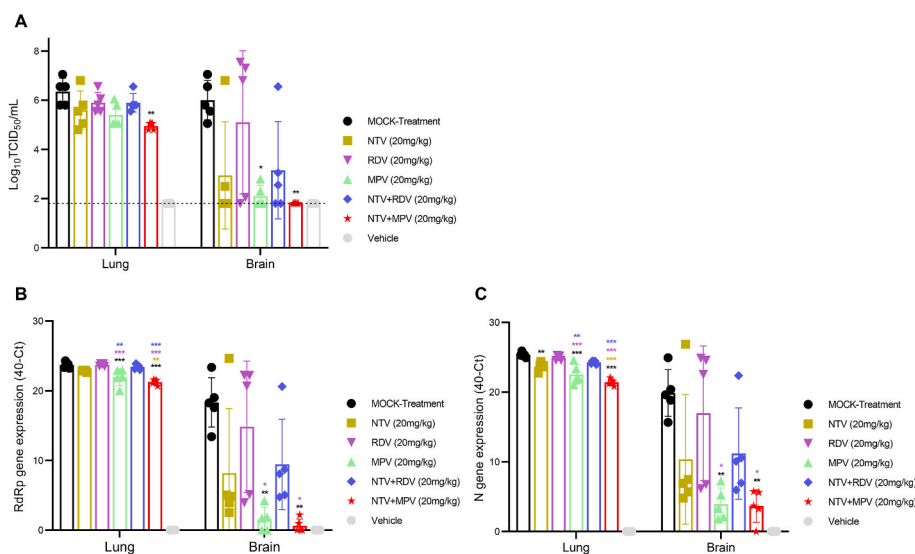 A
Log10TCID50/mL
8
6
4
2
0
**
*
**
Lung
Brain
MOCK-Treatment
NTV (20mg/kg)
RDV (20mg/kg)
MPV (20mg/kg)
NTV+RDV (20mg/kg)
NTV+MPV (20mg/kg)
Vehicle
B
RdRp gene expression (40-Ct)
30
20
10
0
**
***
***
***
***
**
***
*
**
*
**
Lung
Brain
MOCK-Treatment
NTV (20mg/kg)
RDV (20mg/kg)
MPV (20mg/kg)
NTV+RDV (20mg/kg)
NTV+MPV (20mg/kg)
Vehicle
C
N gene expression (40-Ct)
30
20
10
0
**
**
***
***
***
***
***
***
*
**
*
**
Lung
Brain
MOCK-Treatment
NTV (20mg/kg)
RDV (20mg/kg)
MPV (20mg/kg)
NTV+RDV (20mg/kg)
NTV+MPV (20mg/kg)
Vehicle